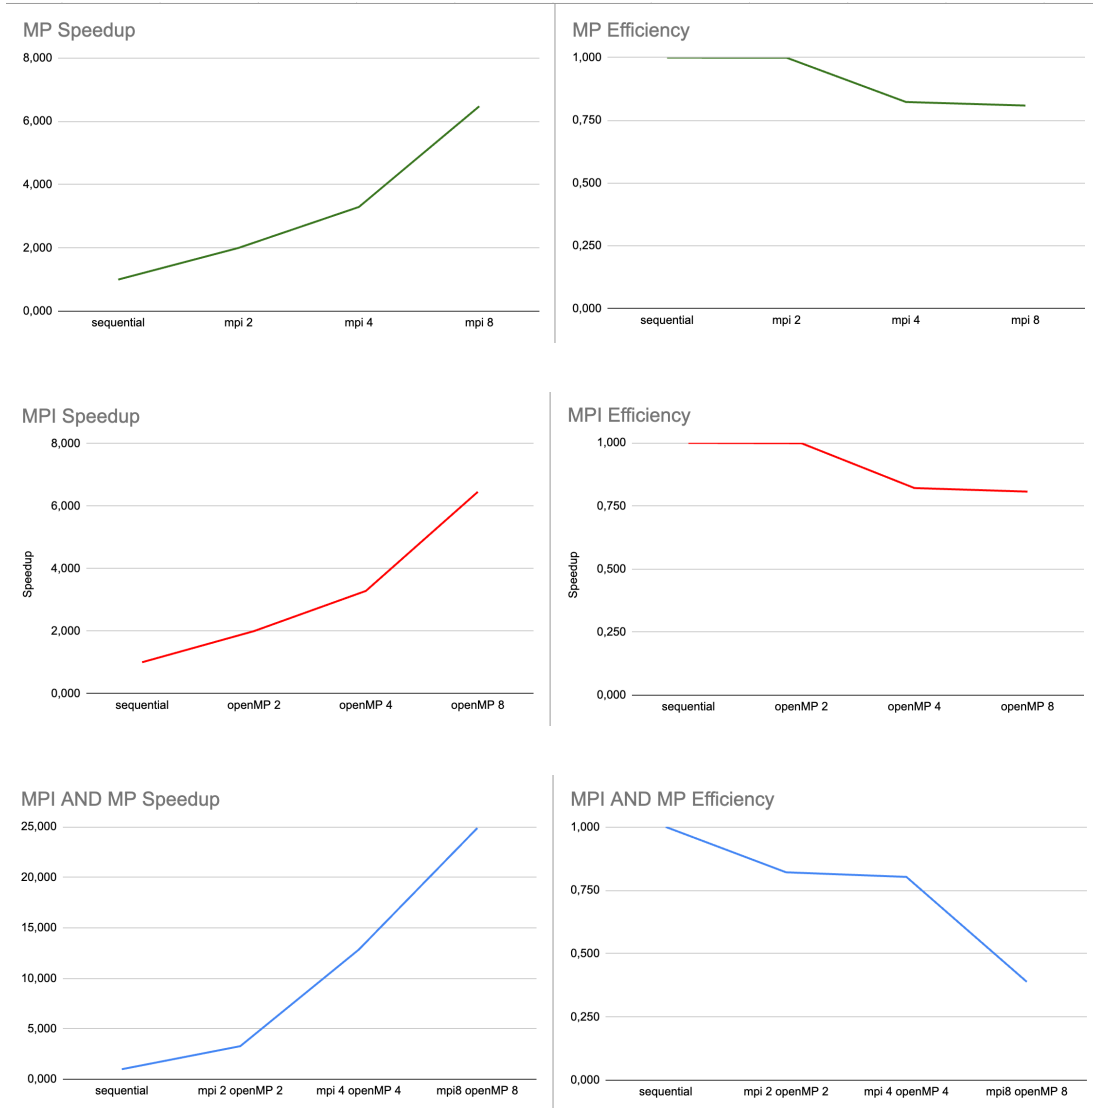 MP Speedup
8,000
6,000
4,000
2,000
0,000
sequential mpi 2 mpi 4 mpi 8
MP Efficiency
1,000
0,750
0,500
0,250
0,000
sequential mpi 2 mpi 4 mpi 8
MPI Speedup
Speedup
8,000
6,000
4,000
2,000
0,000
sequential openMP 2 openMP 4 openMP 8
MPI Efficiency
Speedup
1,000
0,750
0,500
0,250
0,000
sequential openMP 2 openMP 4 openMP 8
MPI AND MP Speedup
25,000
20,000
15,000
10,000
5,000
0,000
sequential mpi 2 openMP 2 mpi 4 openMP 4 mpi8 openMP 8
MPI AND MP Efficiency
1,000
0,750
0,500
0,250
0,000
sequential mpi 2 openMP 2 mpi 4 openMP 4 mpi8 openMP 8